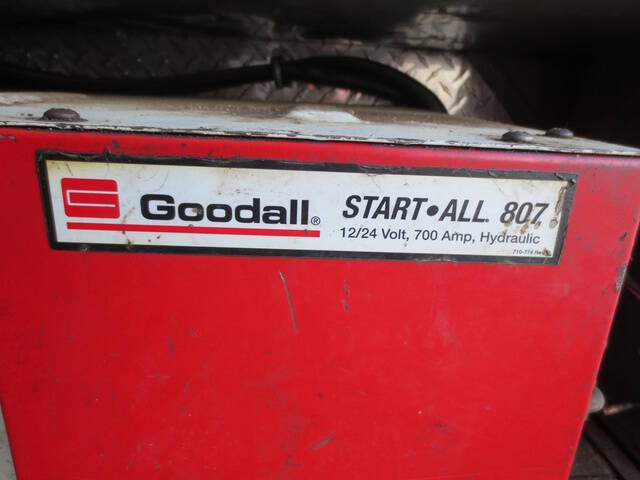 Goodall® START•ALL. 807
12/24 Volt, 700 Amp, Hydraulic